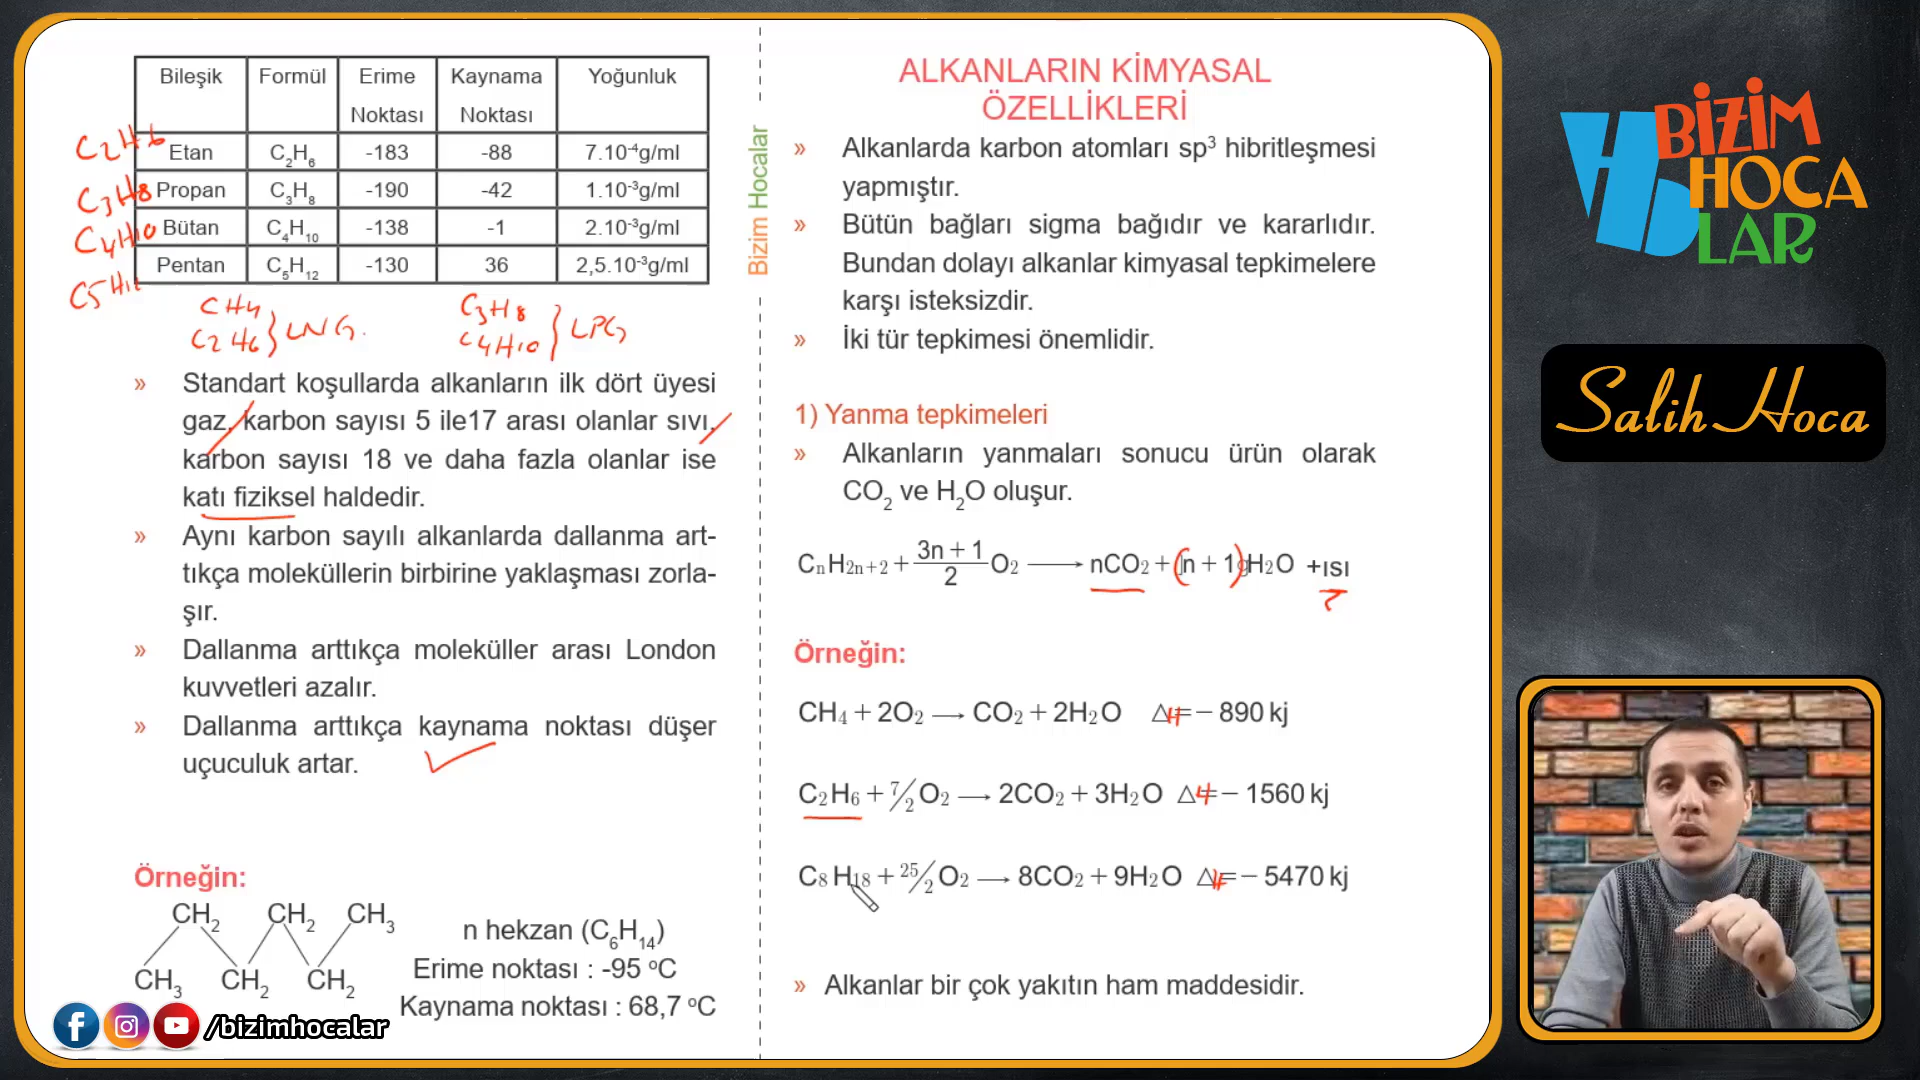 Bileşik Formül Erime Noktası Kaynama Noktası Yoğunluk
Etan C₂H₆ -183 -88 7.10⁻⁴g/ml
Propan C₃H₈ -190 -42 1.10⁻³g/ml
Bütan C₄H₁₀ -138 -1 2.10⁻³g/ml
Pentan C₅H₁₂ -130 36 2,5.10⁻³g/ml
C2H6
C3H8
C4H10
CH4
C2H6 } LNG.
C3H8
C4H10 } LPG
» Standart koşullarda alkanların ilk dört üyesi
gaz, karbon sayısı 5 ile17 arası olanlar sıvı,
karbon sayısı 18 ve daha fazla olanlar ise
katı fiziksel haldedir.
» Aynı karbon sayılı alkanlarda dallanma art-
tıkça moleküllerin birbirine yaklaşması zorla-
şır.
» Dallanma arttıkça moleküller arası London
kuvvetleri azalır.
» Dallanma arttıkça kaynama noktası düşer
uçuculuk artar.
Örneğin:
CH₂ CH₂ CH₃
CH₃ CH₂ CH₂
n hekzan (C₆H₁₄)
Erime noktası : -95 ºC
Kaynama noktası : 68,7 ºC
/bizimhocalar
Bizim Hocalar
ALKANLARIN KİMYASAL
ÖZELLİKLERİ
» Alkanlarda karbon atomları sp³ hibritleşmesi
yapmıştır.
» Bütün bağları sigma bağıdır ve kararlıdır.
Bundan dolayı alkanlar kimyasal tepkimelere
karşı isteksizdir.
» İki tür tepkimesi önemlidir.
1) Yanma tepkimeleri
» Alkanların yanmaları sonucu ürün olarak
CO₂ ve H₂O oluşur.
CₙH₂ₙ₊₂ + (3n + 1)/2 O₂ → nCO₂ + (n + 1)H₂O +ısı
Örneğin:
CH₄ + 2O₂ → CO₂ + 2H₂O △H = − 890 kj
C₂H₆ + 7/2 O₂ → 2CO₂ + 3H₂O △H = − 1560 kj
C₈H₁₈ + 25/2 O₂ → 8CO₂ + 9H₂O △H = − 5470 kj
» Alkanlar bir çok yakıtın ham maddesidir.
BİZİM
HOCA
LAR
Salih Hoca